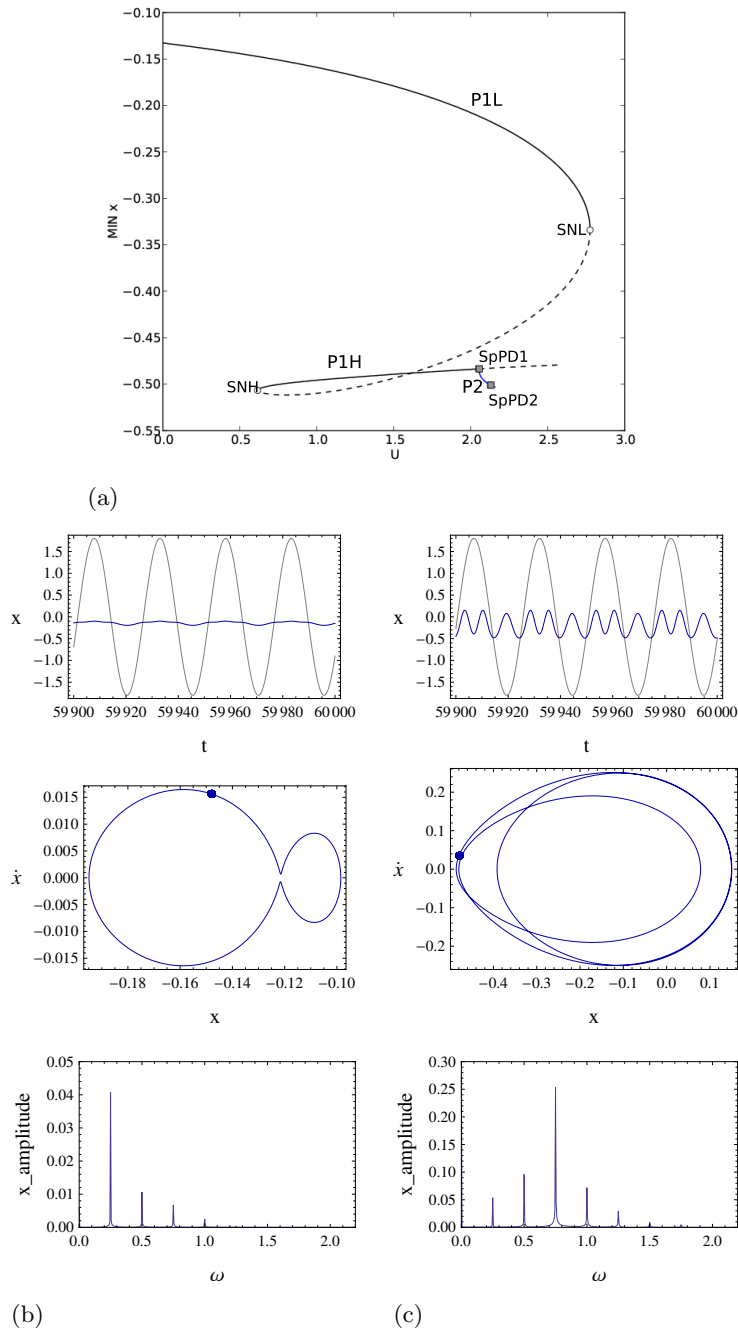 −0.10
−0.15
−0.20
−0.25
−0.30
−0.35
−0.40
−0.45
−0.50
−0.55
MIN x
P1L
SNL
SpPD1
P1H
SNH
P2
SpPD2
0.0 0.5 1.0 1.5 2.0 2.5 3.0
U
(a)
1.5
1.0
0.5
0.0
−0.5
−1.0
−1.5
x
59 900 59 920 59 940 59 960 59 980 60 000
t
1.5
1.0
0.5
0.0
−0.5
−1.0
−1.5
x
59 900 59 920 59 940 59 960 59 980 60 000
t
0.015
0.010
0.005
0.000
−0.005
−0.010
−0.015
ẋ
−0.18 −0.16 −0.14 −0.12 −0.10
x
0.2
0.1
0.0
−0.1
−0.2
ẋ
−0.4 −0.3 −0.2 −0.1 0.0 0.1
x
0.05
0.04
0.03
0.02
0.01
0.00
x_amplitude
0.0 0.5 1.0 1.5 2.0
ω
0.30
0.25
0.20
0.15
0.10
0.05
0.00
x_amplitude
0.0 0.5 1.0 1.5 2.0
ω
(b)
(c)